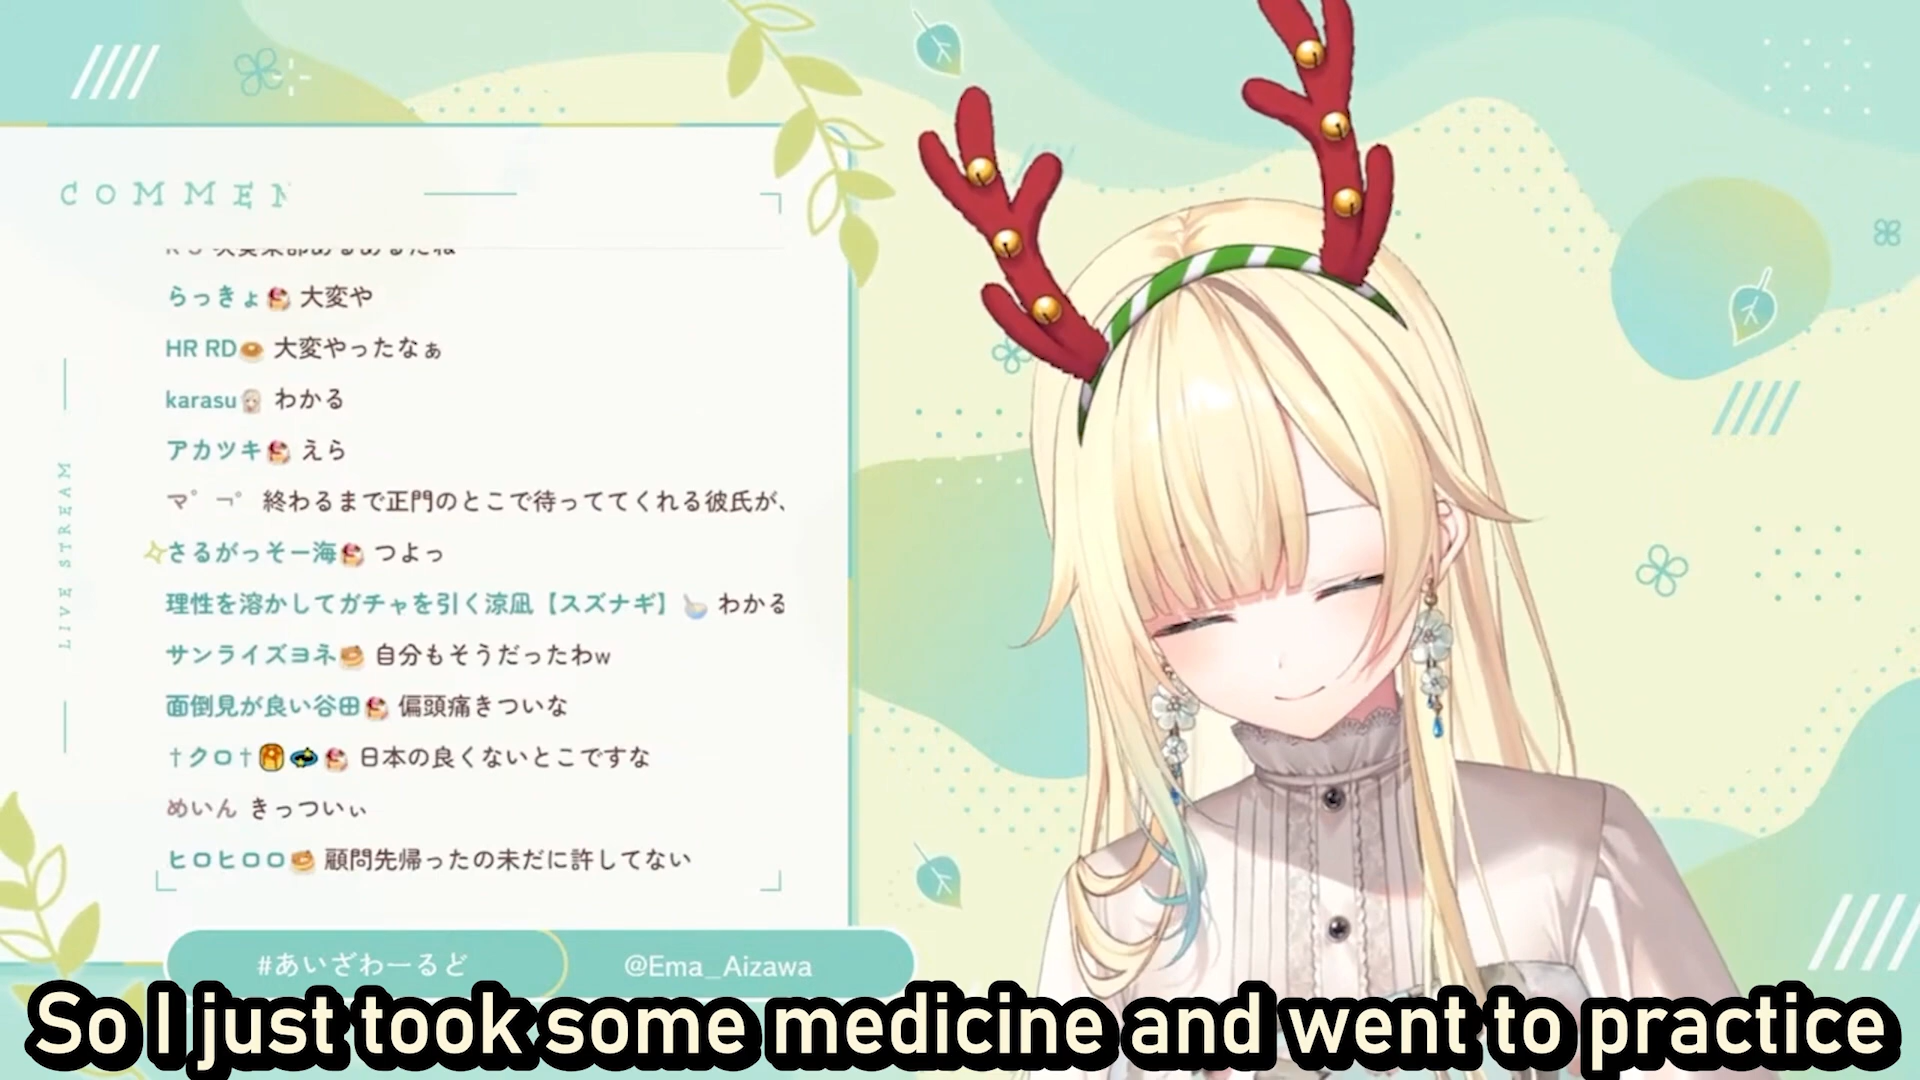 COMMEN
らっきょ 大変や
HR RD 大変やったなぁ
karasu わかる
アカツキ えら
マ゜ ¬゜ 終わるまで正門のとこで待っててくれる彼氏が、
さるがっそー海 つよっ
理性を溶かしてガチャを引く涼凪【スズナギ】 わかる
サンライズヨネ 自分もそうだったわw
面倒見が良い谷田 偏頭痛きついな
†クロ† 日本の良くないとこですな
めいん きっついぃ
ヒロヒロロ 顧問先帰ったの未だに許してない
LIVE STREAM
#あいざわーるど
@Ema_Aizawa
So I just took some medicine and went to practice